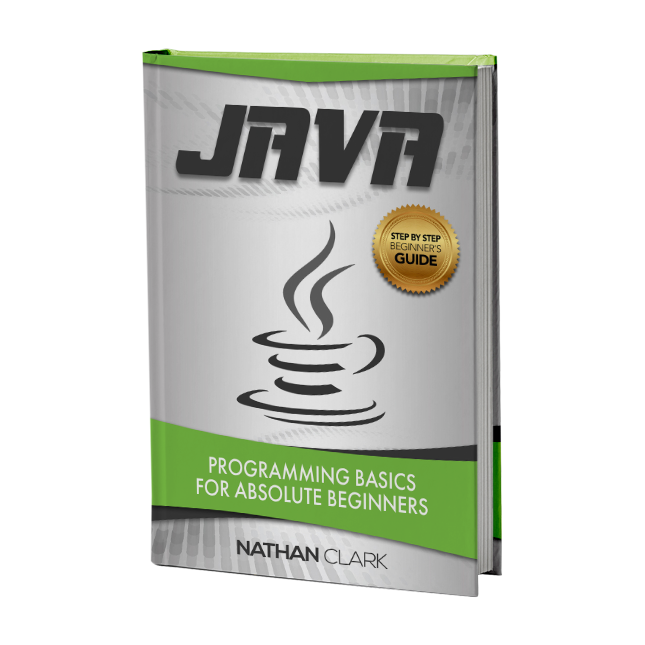 JAVA
STEP BY STEP
BEGINNER'S
GUIDE
PROGRAMMING BASICS
FOR ABSOLUTE BEGINNERS
NATHAN CLARK